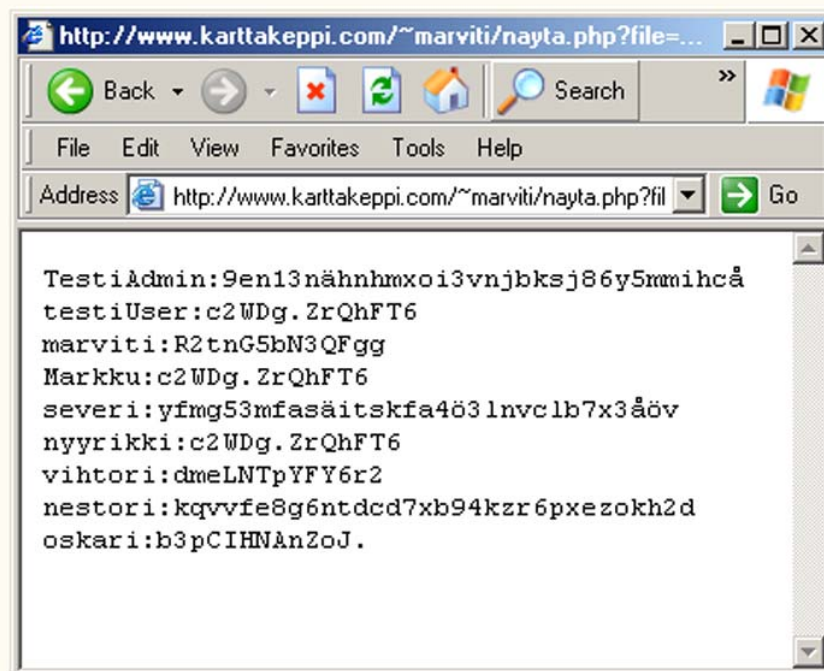 http://www.karttakeppi.com/~marviti/nayta.php?file=...
Back Search »
File Edit View Favorites Tools Help
Address http://www.karttakeppi.com/~marviti/nayta.php?fil Go
TestiAdmin:9en13nähnhmxoi3vnjbksj86y5mmihcå
testiUser:c2WDg.ZrQhFT6
marviti:R2tnG5bN3QFgg
Markku:c2WDg.ZrQhFT6
severi:yfmg53mfasäitskfa4ö3lnvclb7x3åöv
nyyrikki:c2WDg.ZrQhFT6
vihtori:dmeLNTpYFY6r2
nestori:kqvvfe8g6ntdcd7xb94kzr6pxezokh2d
oskari:b3pCIHNAnZoJ.